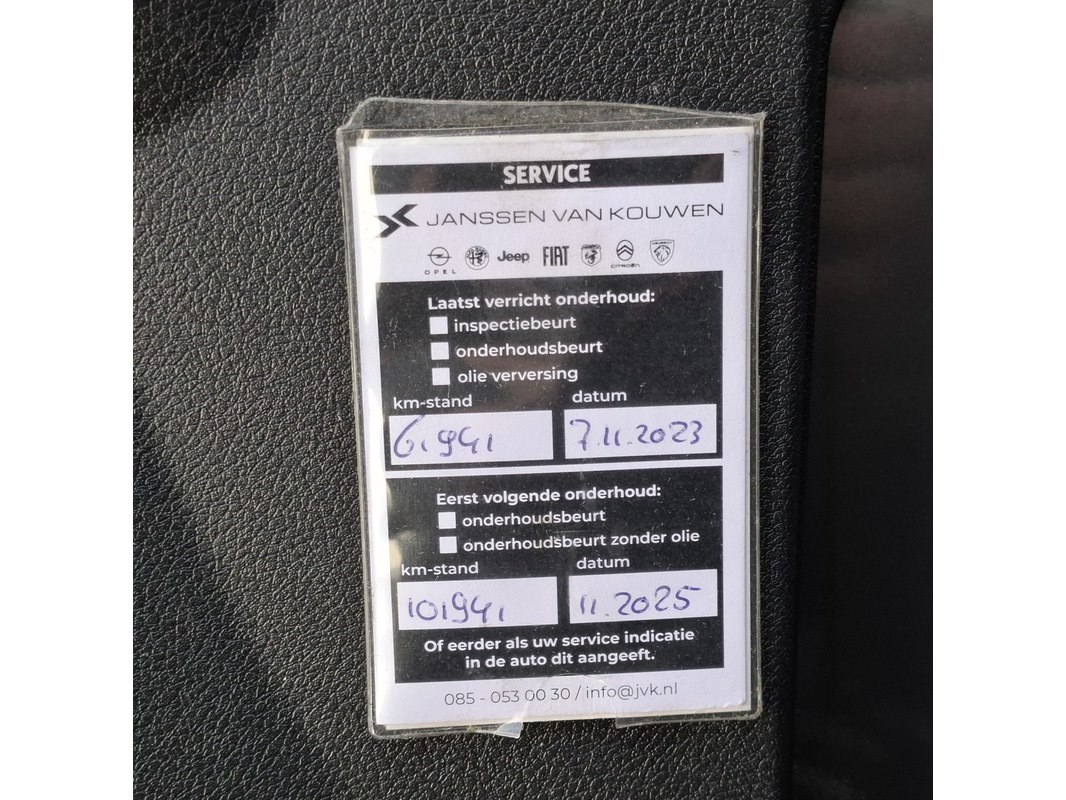 SERVICE
JANSSEN VAN KOUWEN
OPEL Jeep FIAT CITROËN
Laatst verricht onderhoud:
inspectiebeurt
onderhoudsbeurt
olie verversing
km-stand datum
61941 7.11.2023
Eerst volgende onderhoud:
onderhoudsbeurt
onderhoudsbeurt zonder olie
km-stand datum
101941 11.2025
Of eerder als uw service indicatie
in de auto dit aangeeft.
085 - 053 00 30 / info@jvk.nl